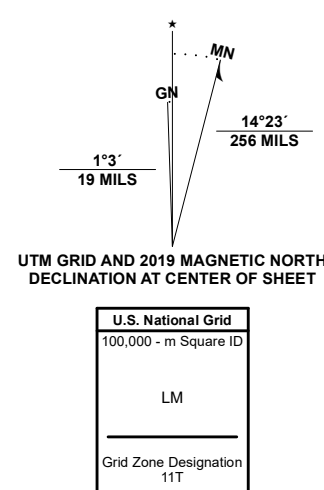 ★
MN
GN
14°23´
256 MILS
1°3´
19 MILS
UTM GRID AND 2019 MAGNETIC NORTH
DECLINATION AT CENTER OF SHEET
U.S. National Grid
100,000 - m Square ID
LM
Grid Zone Designation
11T